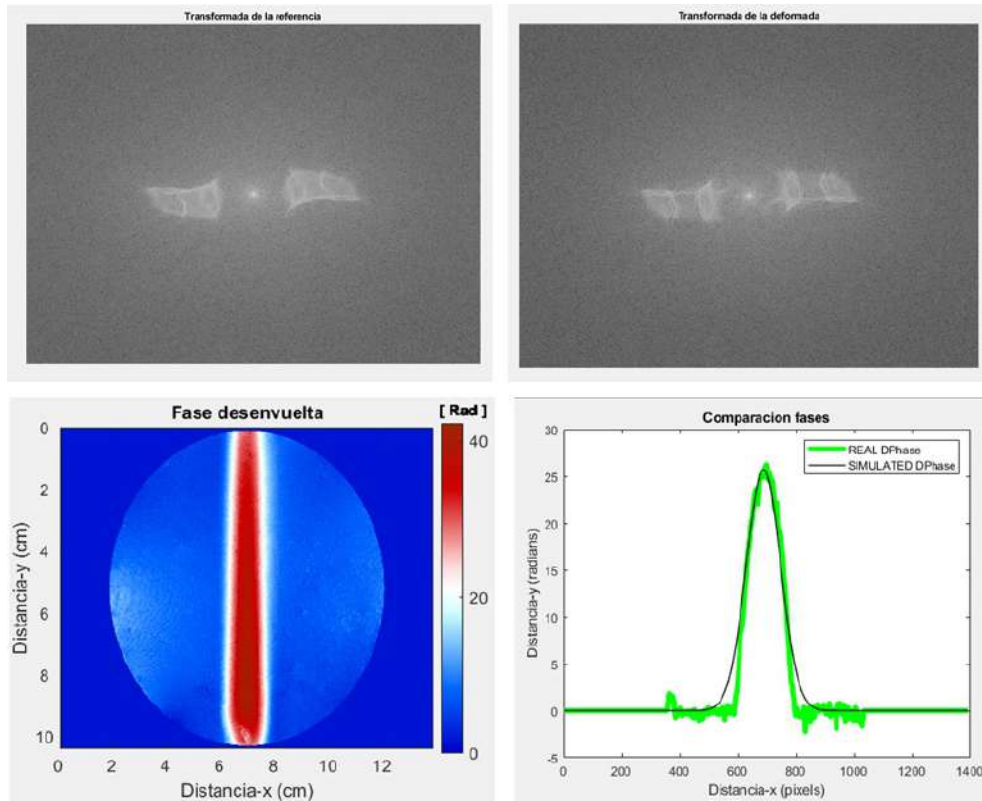 Transformada de la referencia
Transformada de la deformada
Fase desenvuelta
[ Rad ]
0
2
4
6
8
10
Distancia-y (cm)
0 2 4 6 8 10 12
Distancia-x (cm)
40
20
0
Comparacion fases
REAL DPhase
SIMULATED DPhase
30
25
20
15
10
5
0
-5
Distancia-y (radians)
0 200 400 600 800 1000 1200 1400
Distancia-x (pixels)